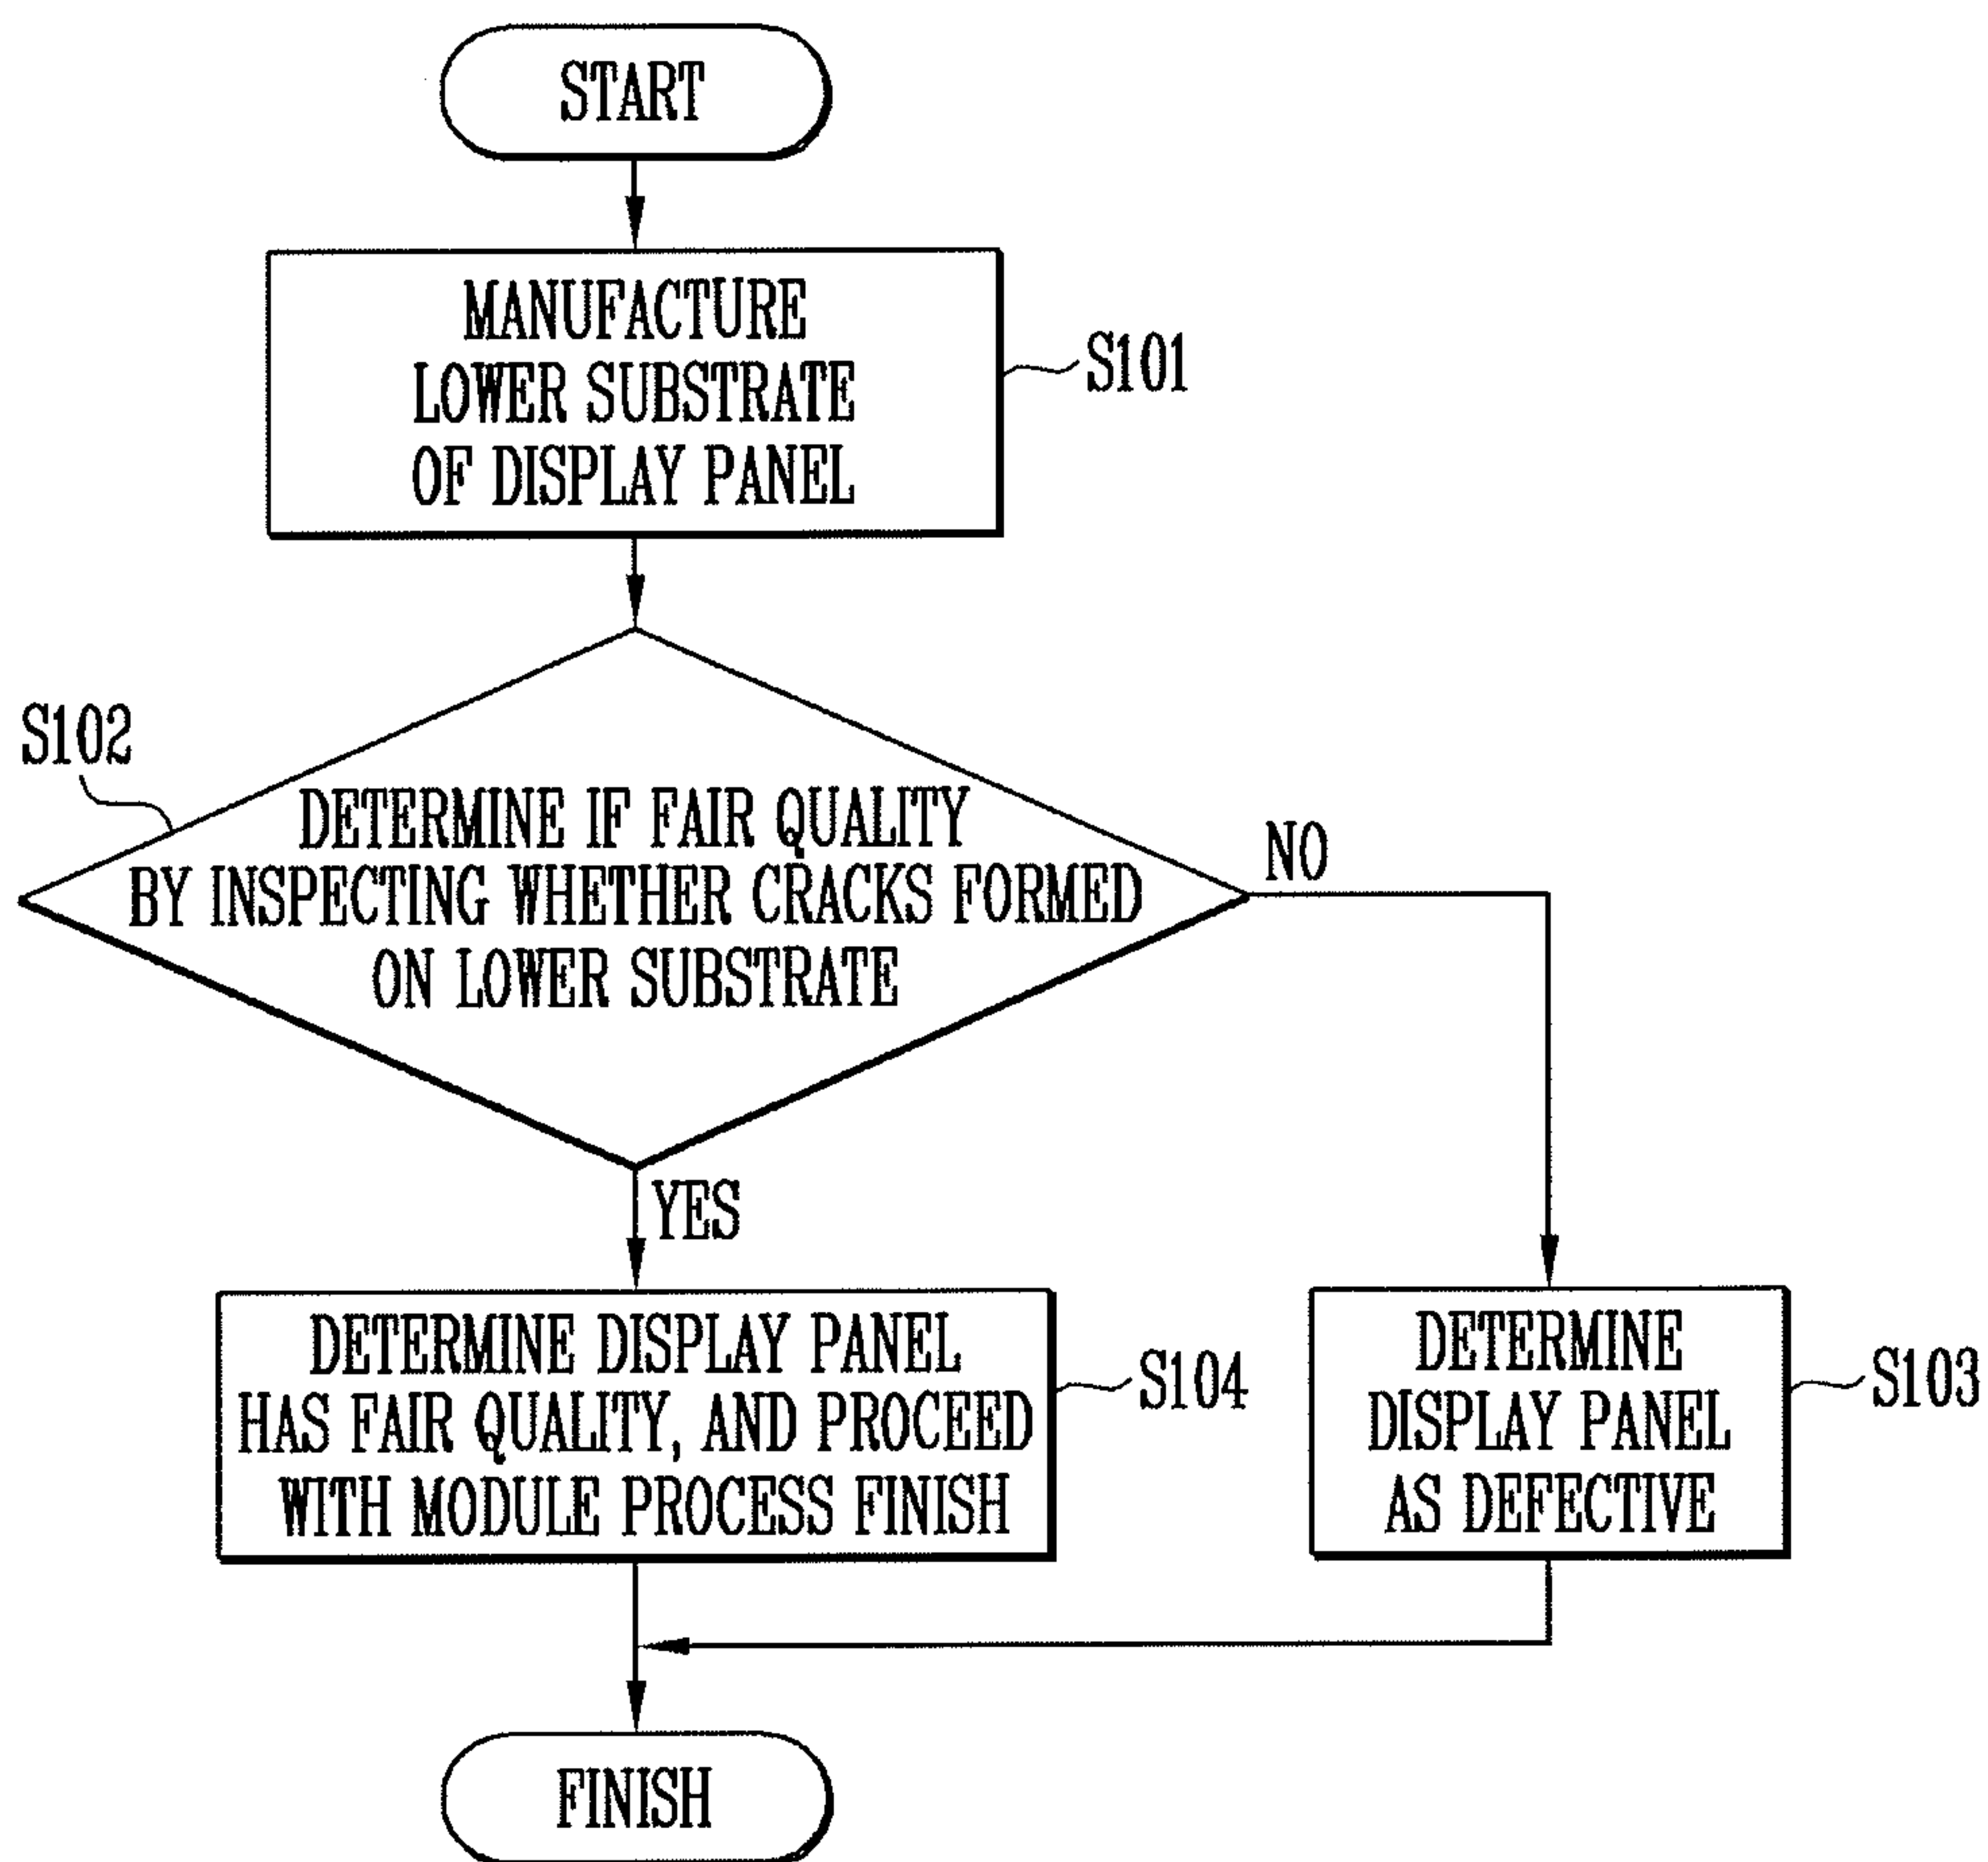 START
MANUFACTURE
LOWER SUBSTRATE
OF DISPLAY PANEL
S101
S102
DETERMINE IF FAIR QUALITY
BY INSPECTING WHETHER CRACKS FORMED
ON LOWER SUBSTRATE
NO
YES
DETERMINE DISPLAY PANEL
HAS FAIR QUALITY, AND PROCEED
WITH MODULE PROCESS FINISH
S104
DETERMINE
DISPLAY PANEL
AS DEFECTIVE
S103
FINISH